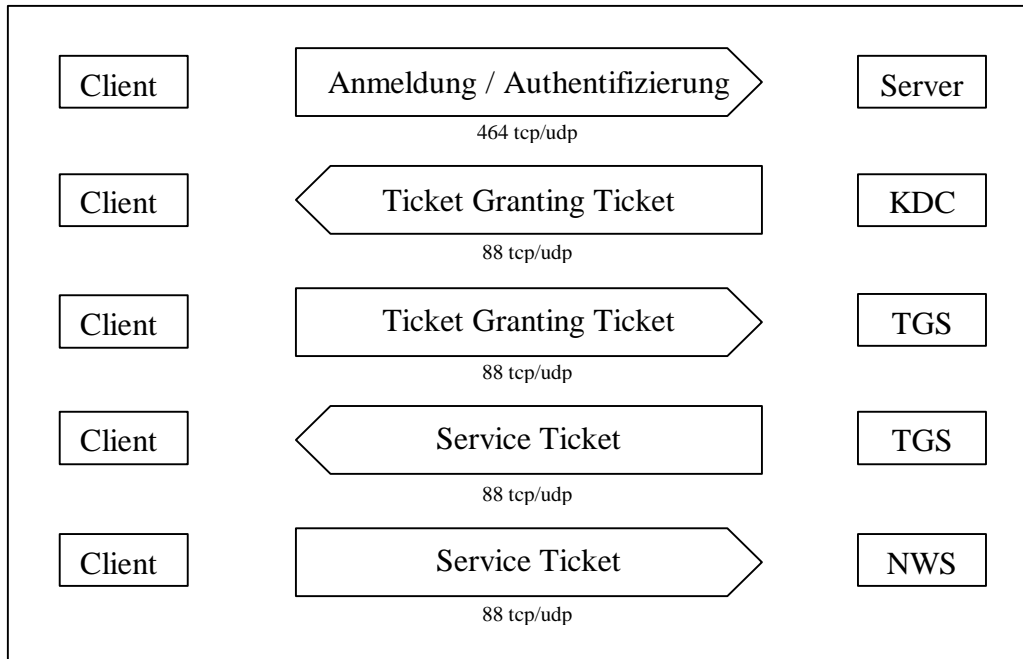 Client Anmeldung / Authentifizierung Server
464 tcp/udp
Client Ticket Granting Ticket KDC
88 tcp/udp
Client Ticket Granting Ticket TGS
88 tcp/udp
Client Service Ticket TGS
88 tcp/udp
Client Service Ticket NWS
88 tcp/udp